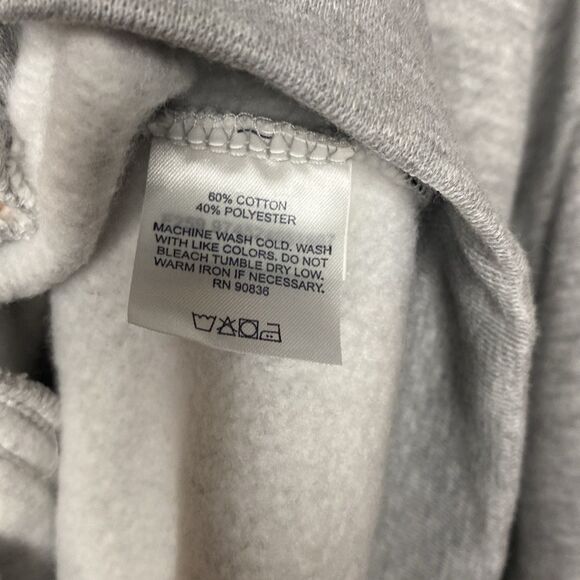 60% COTTON
40% POLYESTER
MACHINE WASH COLD. WASH
WITH LIKE COLORS. DO NOT
BLEACH TUMBLE DRY LOW.
WARM IRON IF NECESSARY.
RN 90836